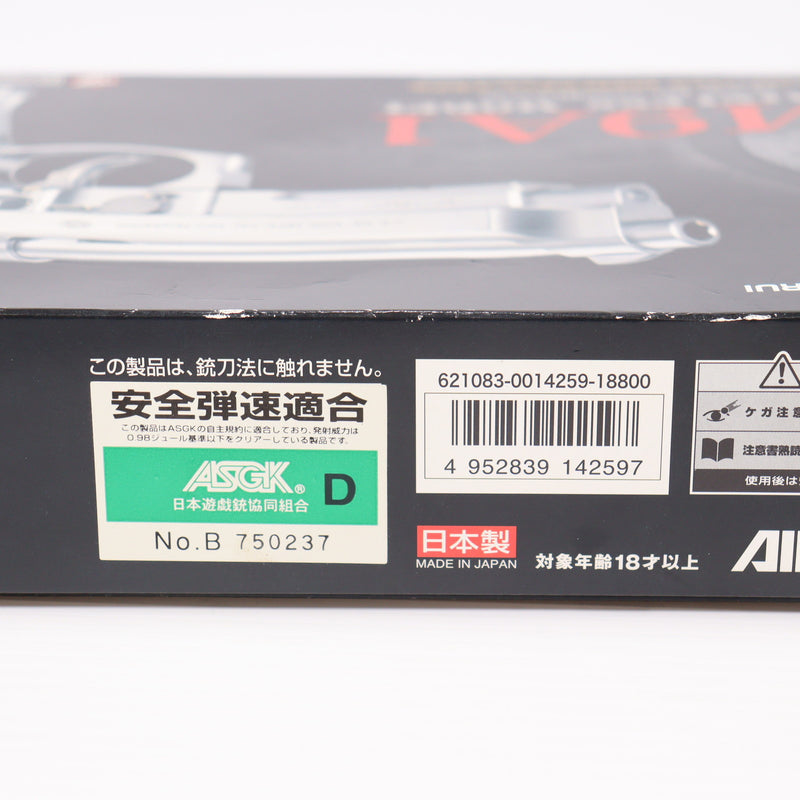 RUI
この製品は、銃刀法に触れません。
安全弾速適合
この製品はASGKの自主規約に適合しており、発射威力は
0.98ジュール基準以下をクリアーしている製品です。
ASGK® D
日本遊戯銃協同組合
No.B 750237
621083-0014259-18800
4 952839 142597
日本製
MADE IN JAPAN
対象年齢18才以上
ケガ注意
注意書熟読
使用後は
AI